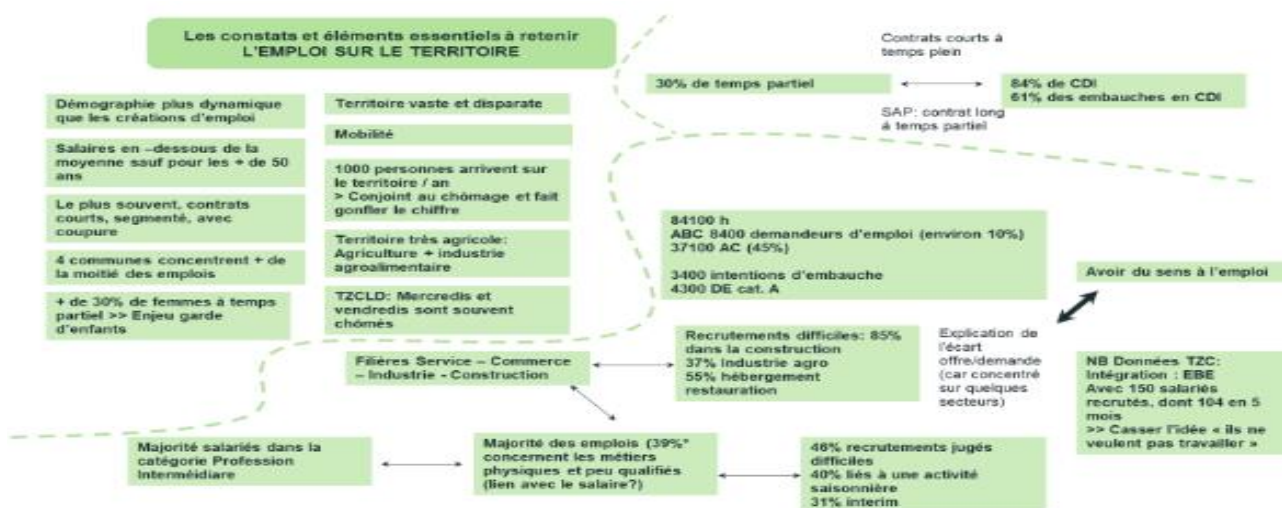 Les constats et éléments essentiels à retenir
L'EMPLOI SUR LE TERRITOIRE
Démographie plus dynamique
que les créations d'emploi
Salaires en –dessous de la
moyenne sauf pour les + de 50
ans
Le plus souvent, contrats
courts, segmenté, avec
coupure
4 communes concentrent + de
la moitié des emplois
+ de 30% de femmes à temps
partiel >> Enjeu garde
d'enfants
Territoire vaste et disparate
Mobilité
1000 personnes arrivent sur
le territoire / an
> Conjoint au chômage et fait
gonfler le chiffre
Territoire très agricole:
Agriculture + industrie
agroalimentaire
TZCLD: Mercredis et
vendredis sont souvent
chômés
Contrats courts à
temps plein
30% de temps partiel
84% de CDI
61% des embauches en CDI
SAP: contrat long
à temps partiel
84100 h
ABC 8400 demandeurs d'emploi (environ 10%)
37100 AC (45%)
3400 intentions d'embauche
4300 DE cat. A
Avoir du sens à l'emploi
Explication de
l'écart
offre/demande
(car concentré
sur quelques
secteurs)
NB Données TZC:
Intégration : EBE
Avec 150 salariés
recrutés, dont 104 en 5
mois
>> Casser l'idée « ils ne
veulent pas travailler »
Filières Service – Commerce
– Industrie - Construction
Recrutements difficiles: 85%
dans la construction
37% Industrie agro
55% hébergement
restauration
Majorité salariés dans la
catégorie Profession
Interméidiare
Majorité des emplois (39%*
concernent les métiers
physiques et peu qualifiés
(lien avec le salaire?)
46% recrutements jugés
difficiles
40% liés à une activité
saisonnière
31% interim